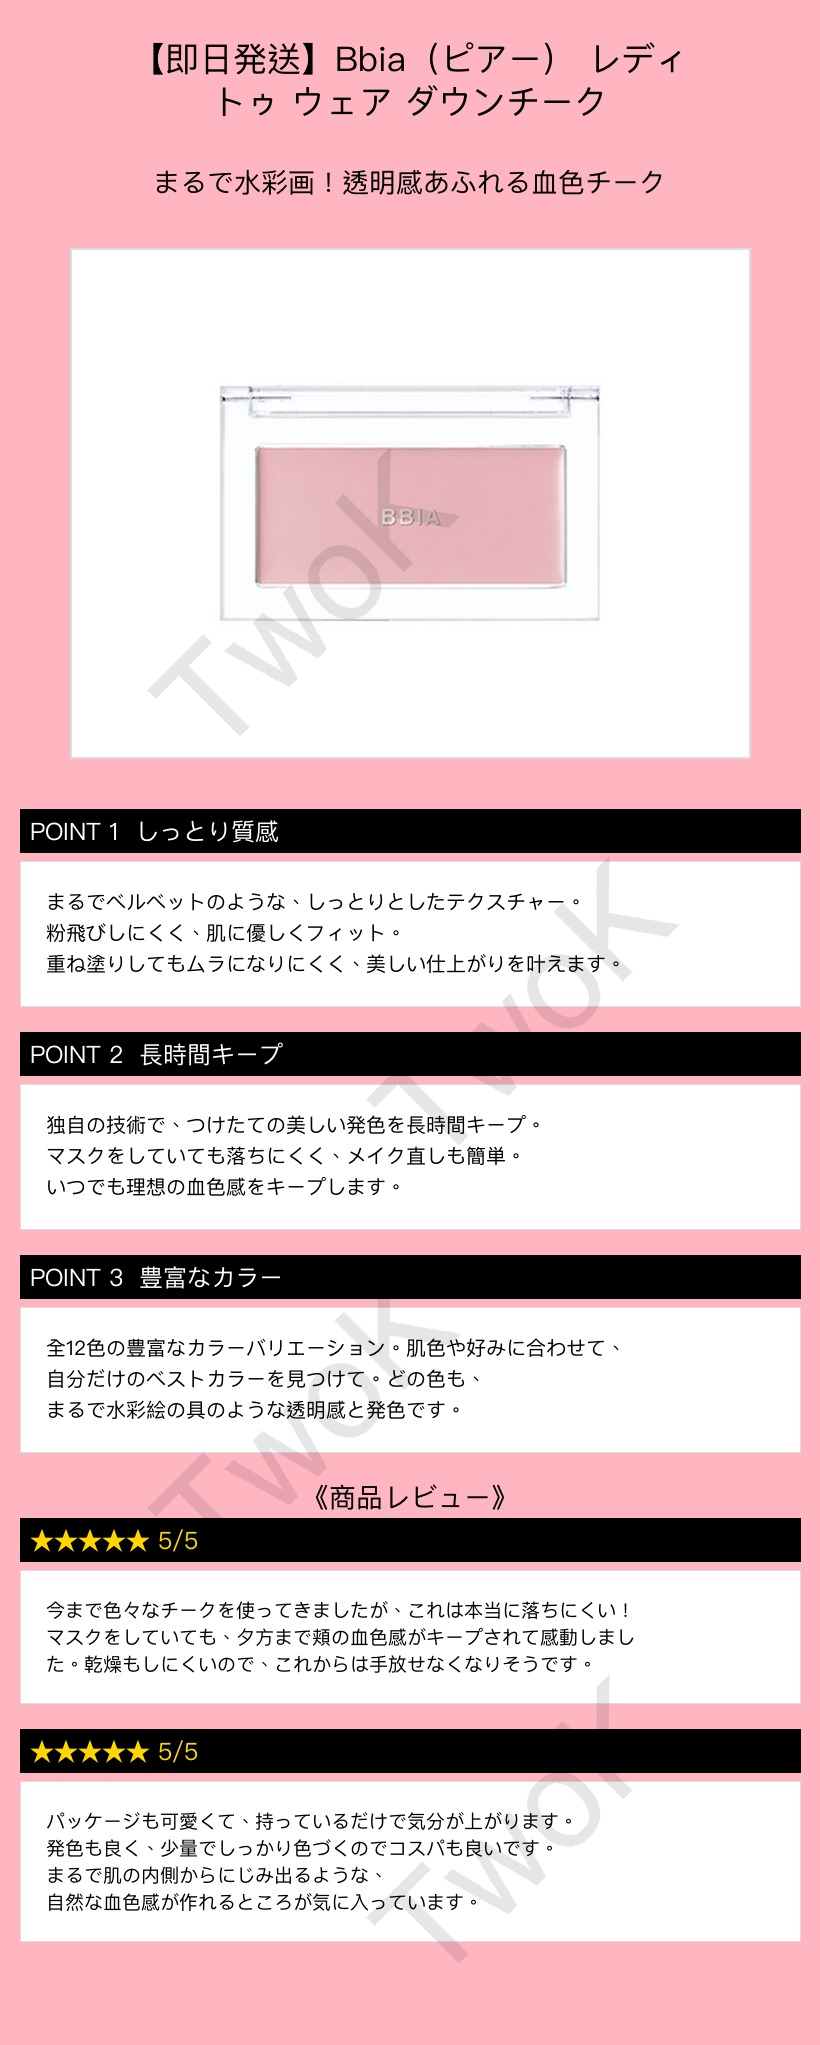 【即日発送】Bbia（ピアー） レディ
トゥ ウェア ダウンチーク
まるで水彩画！透明感あふれる血色チーク
BBIA
TwoK
POINT 1 しっとり質感
まるでベルベットのような、しっとりとしたテクスチャー。
粉飛びしにくく、肌に優しくフィット。
重ね塗りしてもムラになりにくく、美しい仕上がりを叶えます。
TwoK
POINT 2 長時間キープ
独自の技術で、つけたての美しい発色を長時間キープ。
マスクをしていても落ちにくく、メイク直しも簡単。
いつでも理想の血色感をキープします。
POINT 3 豊富なカラー
全12色の豊富なカラーバリエーション。肌色や好みに合わせて、
自分だけのベストカラーを見つけて。どの色も、
まるで水彩絵の具のような透明感と発色です。
TwoK
《商品レビュー》
★★★★★ 5/5
今まで色々なチークを使ってきましたが、これは本当に落ちにくい！
マスクをしていても、夕方まで頬の血色感がキープされて感動しまし
た。乾燥もしにくいので、これからは手放せなくなりそうです。
★★★★★ 5/5
パッケージも可愛くて、持っているだけで気分が上がります。
発色も良く、少量でしっかり色づくのでコスパも良いです。
まるで肌の内側からにじみ出るような、
自然な血色感が作れるところが気に入っています。
TwoK